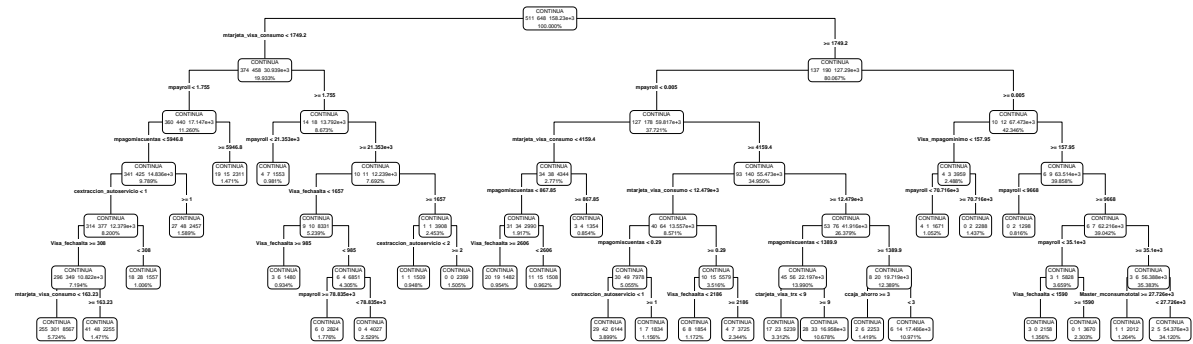 CONTINUA
511 648 158.23e+3
100.000%
mtarjeta_visa_consumo < 1749.2
>= 1749.2
CONTINUA
374 458 30.939e+3
19.933%
CONTINUA
137 190 127.29e+3
80.067%
mpayroll < 1.755
>= 1.755
mpayroll < 0.005
>= 0.005
CONTINUA
360 440 17.147e+3
11.260%
CONTINUA
14 18 13.792e+3
8.673%
CONTINUA
127 178 59.817e+3
37.721%
CONTINUA
10 12 67.473e+3
42.346%
mpagomiscuentas < 5946.8
>= 5946.8
mpayroll < 21.353e+3
>= 21.353e+3
mtarjeta_visa_consumo < 4159.4
>= 4159.4
Visa_mpagominimo < 157.95
>= 157.95
CONTINUA
341 425 14.836e+3
9.789%
CONTINUA
19 15 2311
1.471%
CONTINUA
4 7 1553
0.981%
CONTINUA
10 11 12.239e+3
7.692%
CONTINUA
34 38 4344
2.771%
CONTINUA
93 140 55.473e+3
34.950%
CONTINUA
4 3 3959
2.488%
CONTINUA
6 9 63.514e+3
39.858%
cextraccion_autoservicio < 1
>= 1
Visa_fechaalta < 1657
>= 1657
mpagomiscuentas < 867.85
>= 867.85
mtarjeta_visa_consumo < 12.479e+3
>= 12.479e+3
mpayroll < 78.716e+3
>= 78.716e+3
mpayroll < 9668
>= 9668
CONTINUA
314 377 12.379e+3
8.200%
CONTINUA
27 48 2457
1.589%
CONTINUA
9 10 8331
5.239%
CONTINUA
1 1 3908
2.453%
CONTINUA
31 34 2990
1.917%
CONTINUA
3 4 1354
0.854%
CONTINUA
40 64 13.557e+3
8.571%
CONTINUA
53 76 41.916e+3
26.379%
CONTINUA
4 1 1671
1.052%
CONTINUA
0 2 2288
1.437%
CONTINUA
0 2 1298
0.816%
CONTINUA
6 7 62.216e+3
39.042%
Visa_fechaalta >= 308
< 308
Visa_fechaalta >= 985
< 985
cextraccion_autoservicio < 2
>= 2
Visa_fechaalta >= 2606
< 2606
mpagomiscuentas < 0.29
>= 0.29
mpagomiscuentas < 1389.9
>= 1389.9
mpayroll < 35.1e+3
>= 35.1e+3
CONTINUA
296 349 10.822e+3
7.194%
CONTINUA
18 28 1557
1.006%
CONTINUA
3 6 1480
0.934%
CONTINUA
6 4 6851
4.305%
CONTINUA
1 1 1509
0.948%
CONTINUA
0 0 2399
1.505%
CONTINUA
20 19 1482
0.954%
CONTINUA
11 15 1508
0.962%
CONTINUA
30 49 7978
5.055%
CONTINUA
10 15 5579
3.516%
CONTINUA
45 56 22.197e+3
13.990%
CONTINUA
8 20 19.719e+3
12.389%
CONTINUA
3 1 5828
3.659%
CONTINUA
3 6 56.388e+3
35.383%
mtarjeta_visa_consumo < 163.23
>= 163.23
mpayroll >= 78.835e+3
< 78.835e+3
cextraccion_autoservicio < 1
>= 1
Visa_fechaalta < 2186
>= 2186
ctarjeta_visa_trx < 9
>= 9
ccaja_ahorro >= 3
< 3
Visa_fechaalta < 1590
>= 1590
Master_mconsumototal >= 27.726e+3
< 27.726e+3
CONTINUA
255 301 8567
5.724%
CONTINUA
41 48 2255
1.471%
CONTINUA
6 0 2824
1.776%
CONTINUA
0 4 4027
2.529%
CONTINUA
29 42 6144
3.899%
CONTINUA
1 7 1834
1.156%
CONTINUA
6 8 1854
1.172%
CONTINUA
4 7 3725
2.344%
CONTINUA
17 23 5239
3.312%
CONTINUA
28 33 16.958e+3
10.678%
CONTINUA
2 6 2253
1.419%
CONTINUA
6 14 17.466e+3
10.971%
CONTINUA
3 0 2158
1.356%
CONTINUA
0 1 3670
2.303%
CONTINUA
1 1 2012
1.264%
CONTINUA
2 5 54.376e+3
34.120%